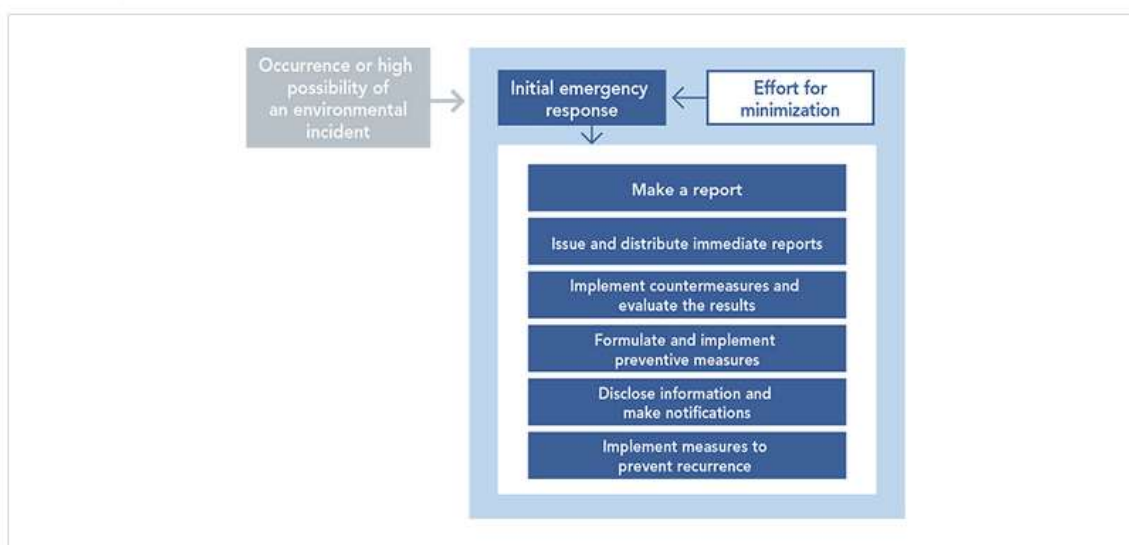 Occurrence or high
possibility of
an environmental
incident
Initial emergency
response
Effort for
minimization
Make a report
Issue and distribute immediate reports
Implement countermeasures and
evaluate the results
Formulate and implement
preventive measures
Disclose information and
make notifications
Implement measures to
prevent recurrence